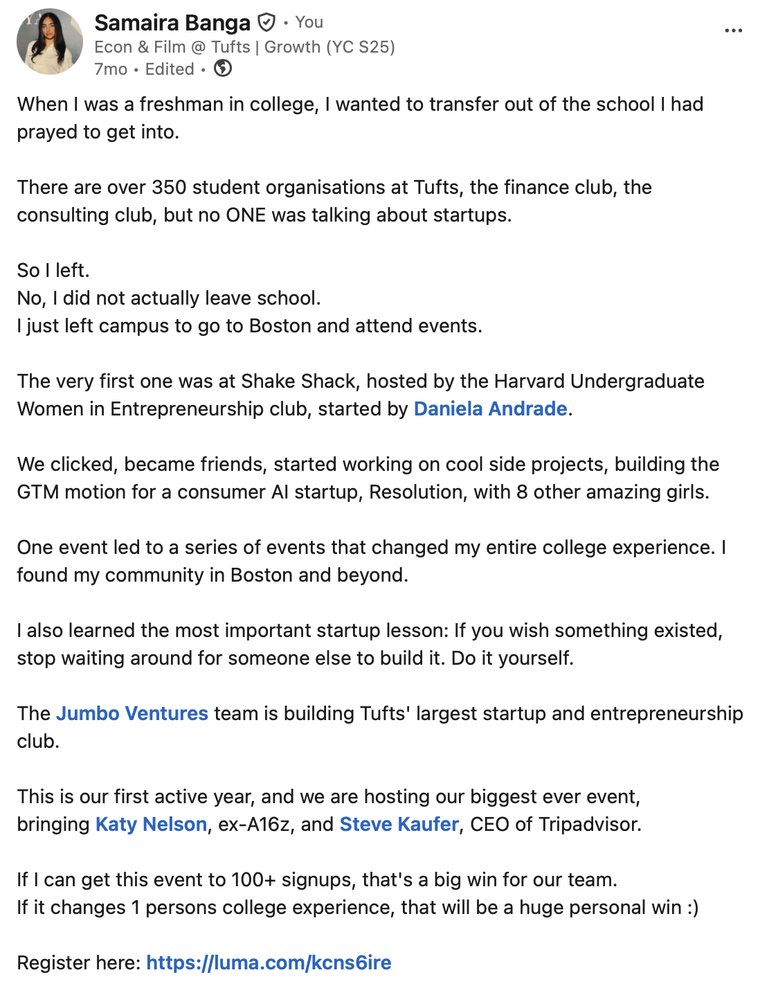 Samaira Banga • You
Econ & Film @ Tufts | Growth (YC S25)
7mo • Edited •
When I was a freshman in college, I wanted to transfer out of the school I had
prayed to get into.
There are over 350 student organisations at Tufts, the finance club, the
consulting club, but no ONE was talking about startups.
So I left.
No, I did not actually leave school.
I just left campus to go to Boston and attend events.
The very first one was at Shake Shack, hosted by the Harvard Undergraduate
Women in Entrepreneurship club, started by Daniela Andrade.
We clicked, became friends, started working on cool side projects, building the
GTM motion for a consumer AI startup, Resolution, with 8 other amazing girls.
One event led to a series of events that changed my entire college experience. I
found my community in Boston and beyond.
I also learned the most important startup lesson: If you wish something existed,
stop waiting around for someone else to build it. Do it yourself.
The Jumbo Ventures team is building Tufts' largest startup and entrepreneurship
club.
This is our first active year, and we are hosting our biggest ever event,
bringing Katy Nelson, ex-A16z, and Steve Kaufer, CEO of Tripadvisor.
If I can get this event to 100+ signups, that's a big win for our team.
If it changes 1 persons college experience, that will be a huge personal win :)
Register here: https://luma.com/kcns6ire